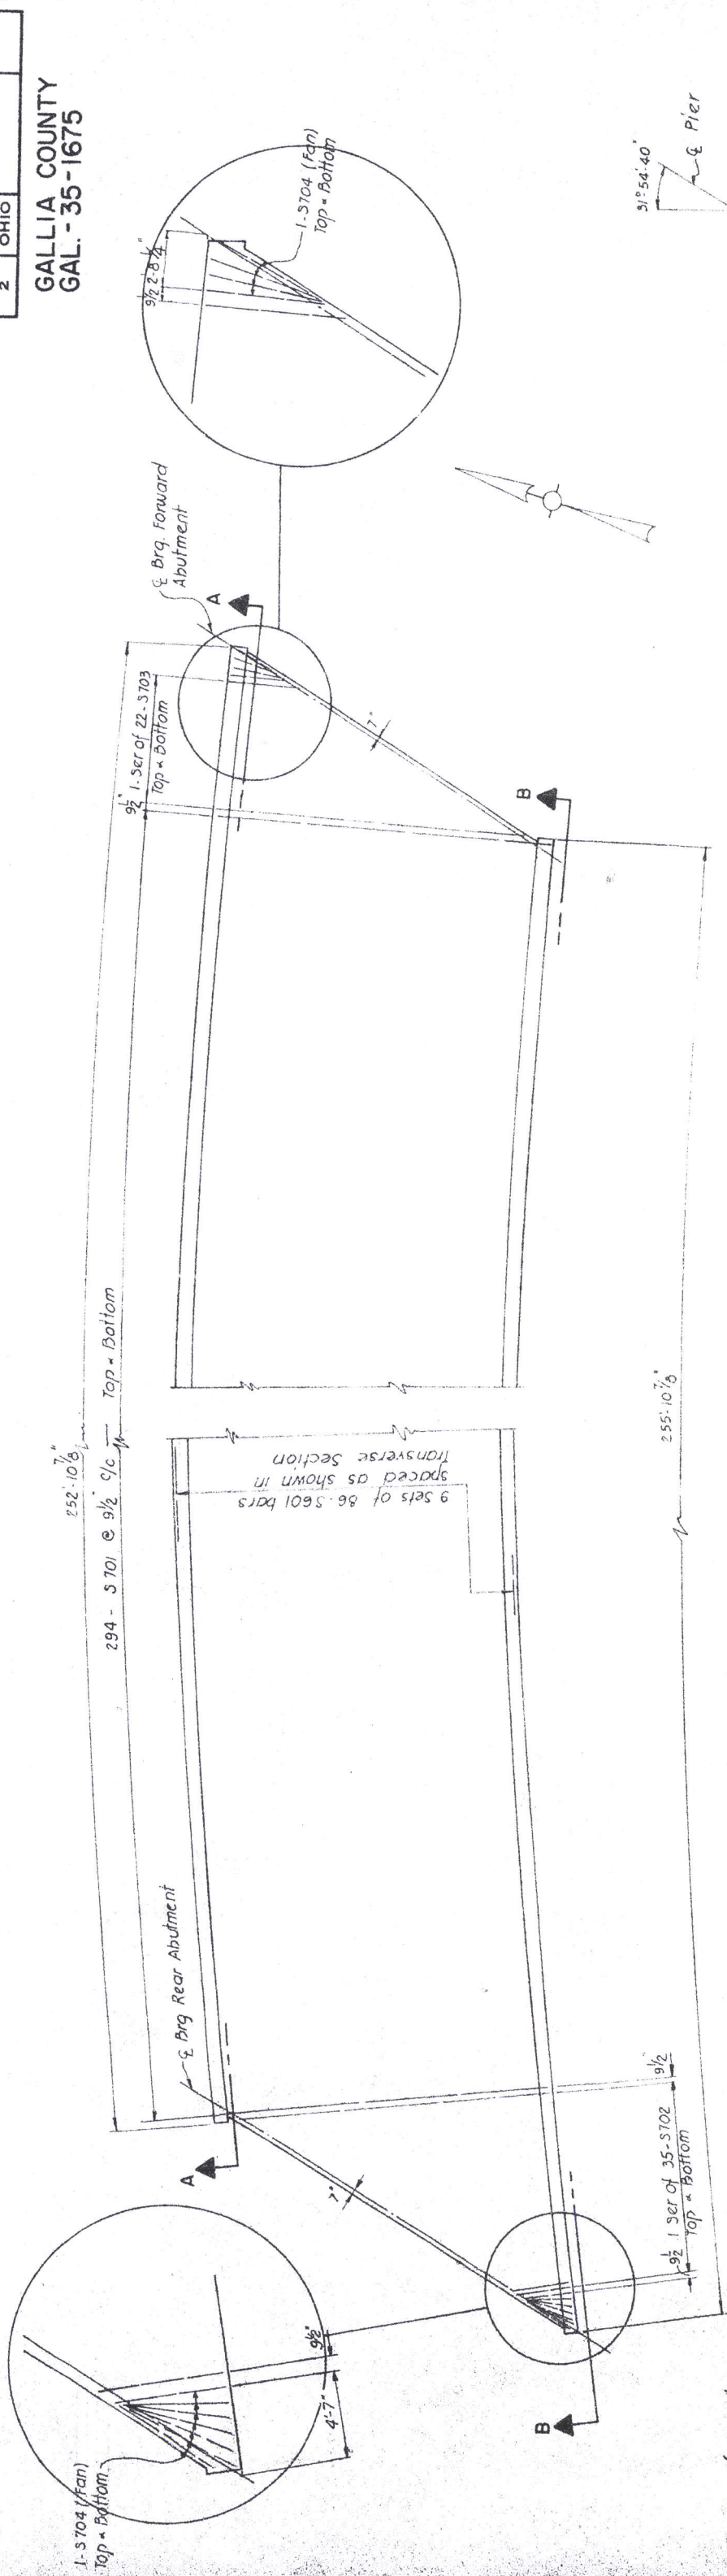 2 OHIO
GALLIA COUNTY
GAL.-35-1675
9½ 2-8¼"
1-S704 (Fan)
Top & Bottom
31°54'40"
℄ Pier
℄ Brg. Forward
Abutment
A
9½" 1-Ser of 22-S703
Top & Bottom
7"
B
252'-10⅞"
294 - S701 @ 9½" c/c Top & Bottom
9 Sets of 86-S601 bars
spaced as shown in
Transverse Section
255'-10⅞"
℄ Brg Rear Abutment
A
7"
9½"
9½ 1 Ser of 35-S702
Top & Bottom
B
1-S704 (Fan)
Top & Bottom
9½"
4'-7"